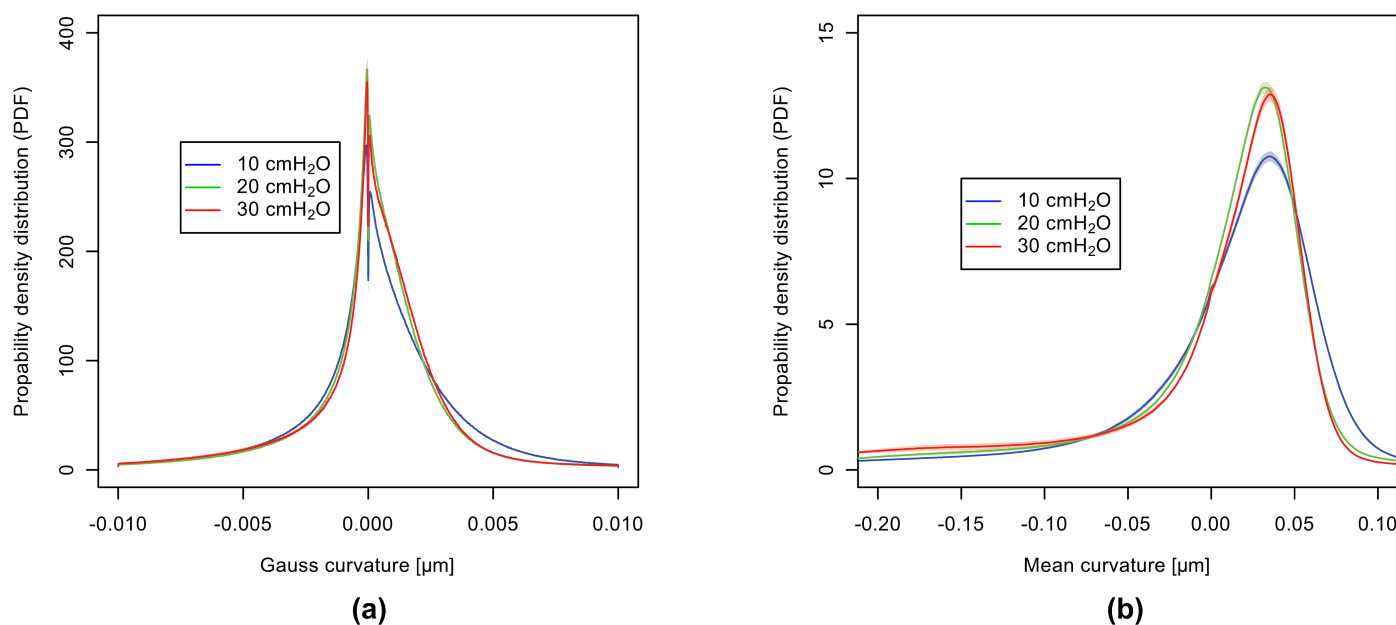 Propability density distribution (PDF)
400
300
200
100
0
10 cmH₂O
20 cmH₂O
30 cmH₂O
-0.010
-0.005
0.000
0.005
0.010
Gauss curvature [µm]
(a)
Propability density distribution (PDF)
15
10
5
0
10 cmH₂O
20 cmH₂O
30 cmH₂O
-0.20
-0.15
-0.10
-0.05
0.00
0.05
0.10
Mean curvature [µm]
(b)